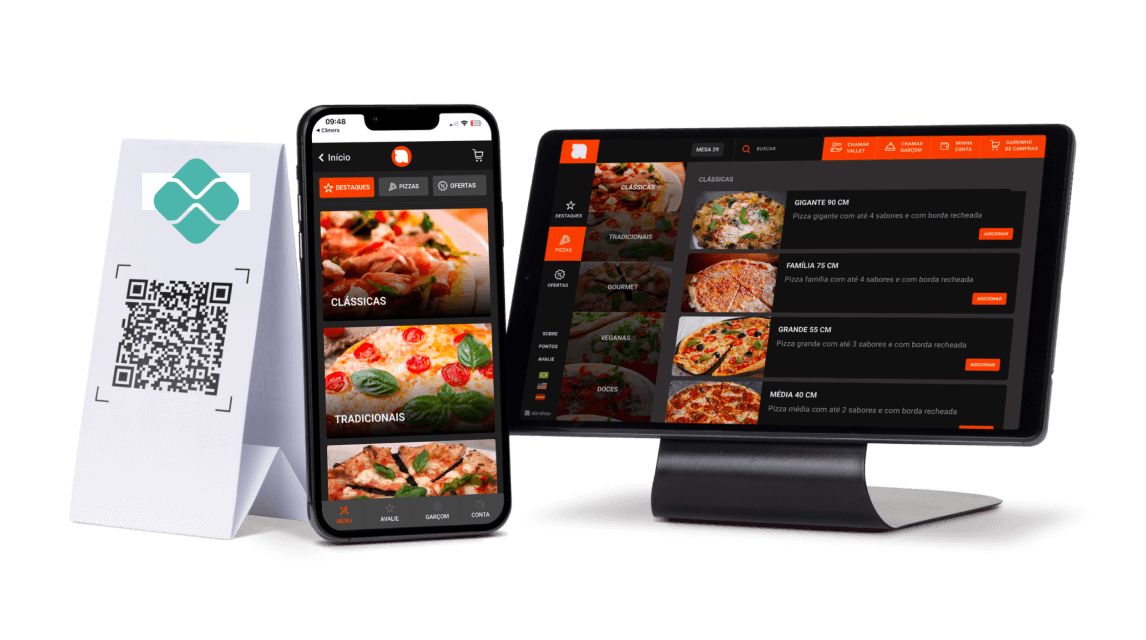 09:48
Câmera
Início
DESTAQUES
PIZZAS
OFERTAS
CLÁSSICAS
TRADICIONAIS
MENU
AVALIE
GARÇOM
CONTA
MESA 29
BUSCAR
CHAMAR
VALLET
CHAMAR
GARÇOM
MINHA
CONTA
CARRINHO
DE COMPRAS
DESTAQUES
PIZZAS
OFERTAS
SOBRE
PONTOS
AVALIE
abrahão
CLÁSSICAS
TRADICIONAIS
GOURMET
VEGANAS
DOCES
CLÁSSICAS
GIGANTE 90 CM
Pizza gigante com até 4 sabores e com borda recheada
ADICIONAR
FAMÍLIA 75 CM
Pizza família com até 4 sabores e com borda recheada
ADICIONAR
GRANDE 55 CM
Pizza grande com até 3 sabores e com borda recheada
ADICIONAR
MÉDIA 40 CM
Pizza média com até 2 sabores e com borda recheada